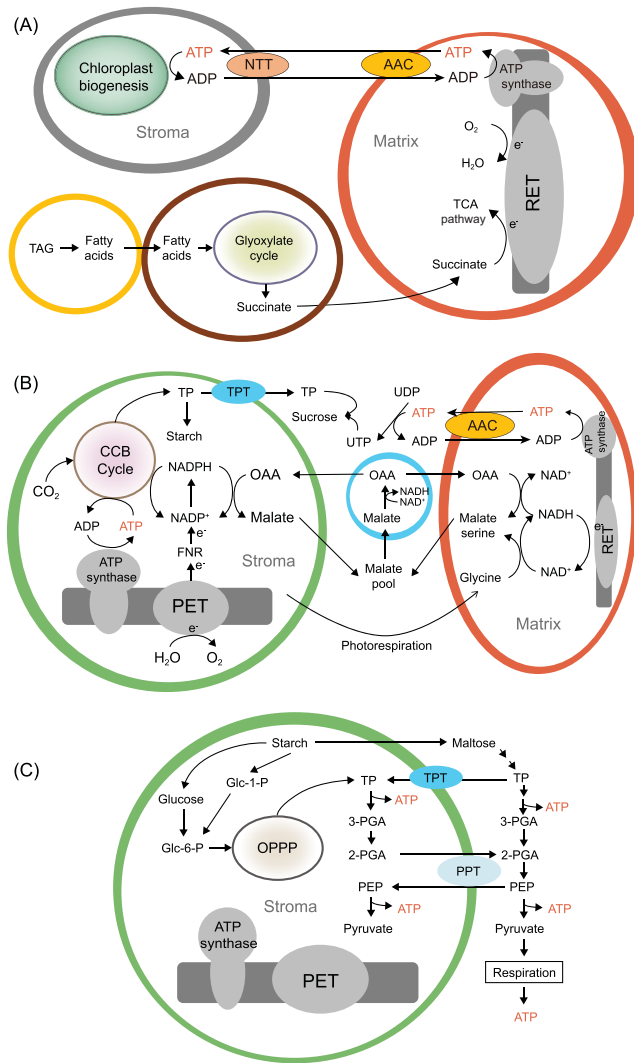 (A)
ATP
NTT
AAC
ATP
Chloroplast
biogenesis
ADP
ADP
ATP
synthase
Stroma
Matrix
O₂
e⁻
H₂O
RET
TCA
pathway
e⁻
TAG
Fatty
acids
Fatty
acids
Glyoxylate
cycle
Succinate
Succinate
(B)
TP
TPT
TP
UDP
Sucrose
ATP
AAC
ATP
Starch
UTP
ADP
ADP
ATP
synthase
CCB
Cycle
NADPH
OAA
OAA
OAA
NAD⁺
CO₂
NADH
NAD⁺
ADP
ATP
NADP⁺
Malate
Malate
Malate
serine
NADH
e⁻
e⁻
RET
FNR
e⁻
Stroma
ATP
synthase
Malate
pool
Glycine
NAD⁺
PET
Matrix
e⁻
Photorespiration
H₂O
O₂
(C)
Starch
Maltose
Glc-1-P
TP
TPT
TP
Glucose
ATP
ATP
3-PGA
3-PGA
Glc-6-P
OPPP
2-PGA
2-PGA
PPT
Stroma
PEP
PEP
ATP
ATP
ATP
synthase
Pyruvate
Pyruvate
PET
Respiration
ATP